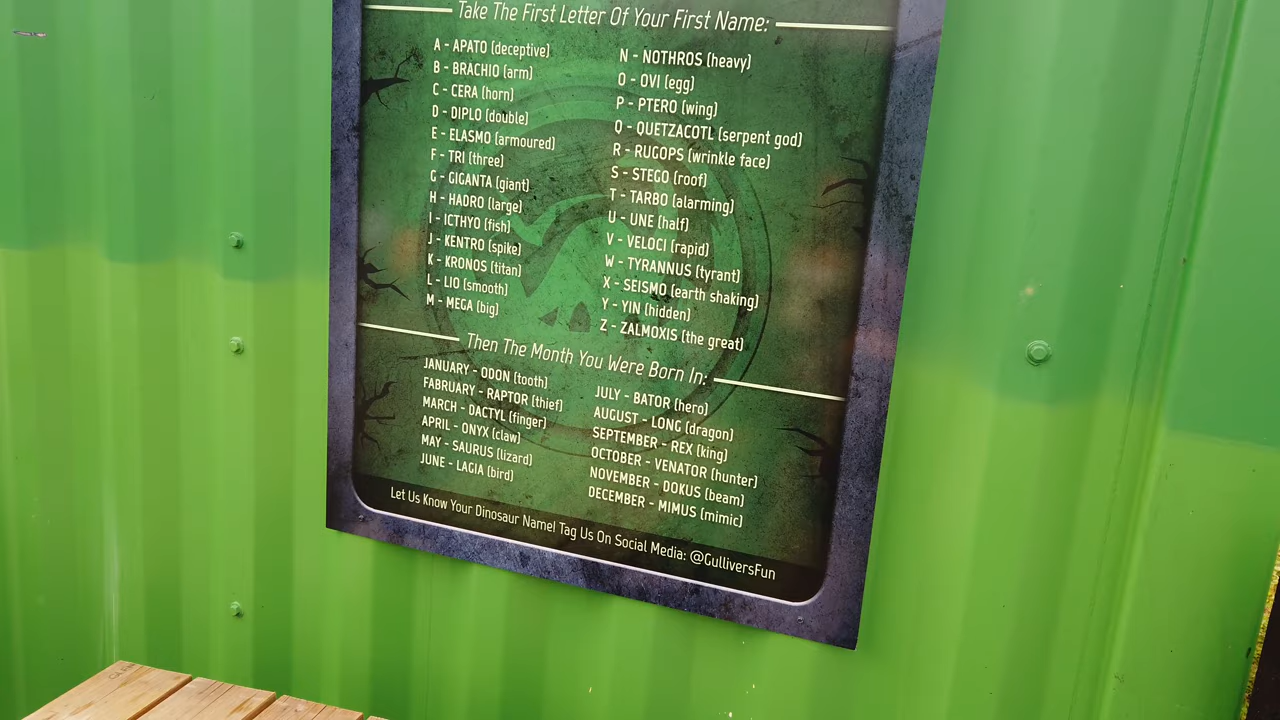 Take The First Letter Of Your First Name:
A - APATO (deceptive)
B - BRACHIO (arm)
C - CERA (horn)
D - DIPLO (double)
E - ELASMO (armoured)
F - TRI (three)
G - GIGANTA (giant)
H - HADRO (large)
I - ICTHYO (fish)
J - KENTRO (spike)
K - KRONOS (titan)
L - LIO (smooth)
M - MEGA (big)
N - NOTHROS (heavy)
O - OVI (egg)
P - PTERO (wing)
Q - QUETZACOTL (serpent god)
R - RUGOPS (wrinkle face)
S - STEGO (roof)
T - TARBO (alarming)
U - UNE (half)
V - VELOCI (rapid)
W - TYRANNUS (tyrant)
X - SEISMO (earth shaking)
Y - YIN (hidden)
Z - ZALMOXIS (the great)
Then The Month You Were Born In:
JANUARY - ODON (tooth)
FABRUARY - RAPTOR (thief)
MARCH - DACTYL (finger)
APRIL - ONYX (claw)
MAY - SAURUS (lizard)
JUNE - LAGIA (bird)
JULY - BATOR (hero)
AUGUST - LONG (dragon)
SEPTEMBER - REX (king)
OCTOBER - VENATOR (hunter)
NOVEMBER - DOKUS (beam)
DECEMBER - MIMUS (mimic)
Let Us Know Your Dinosaur Name! Tag Us On Social Media: @GulliversFun